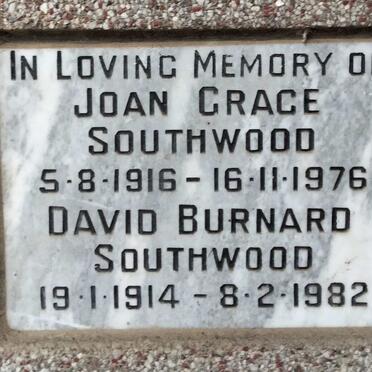 IN LOVING MEMORY OF
JOAN GRACE
SOUTHWOOD
5·8·1916 – 16·11·1976
DAVID BURNARD
SOUTHWOOD
19·1·1914 – 8·2·1982